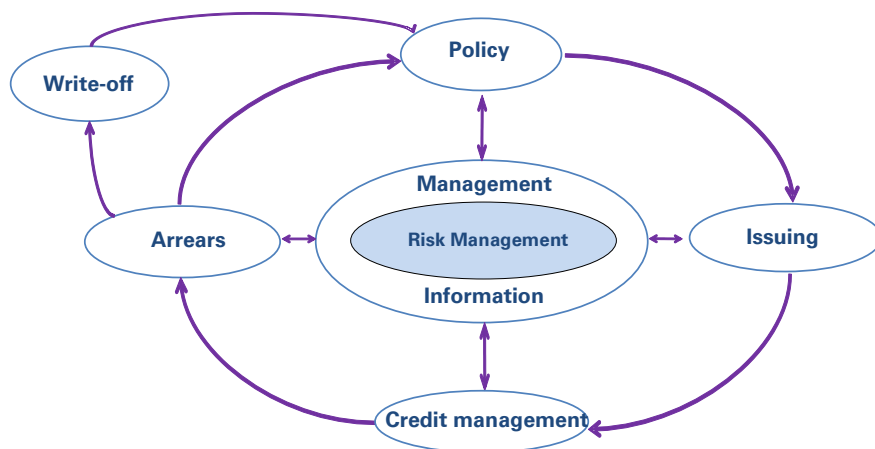 Policy
Write-off
Management
Arrears
Risk Management
Issuing
Information
Credit management